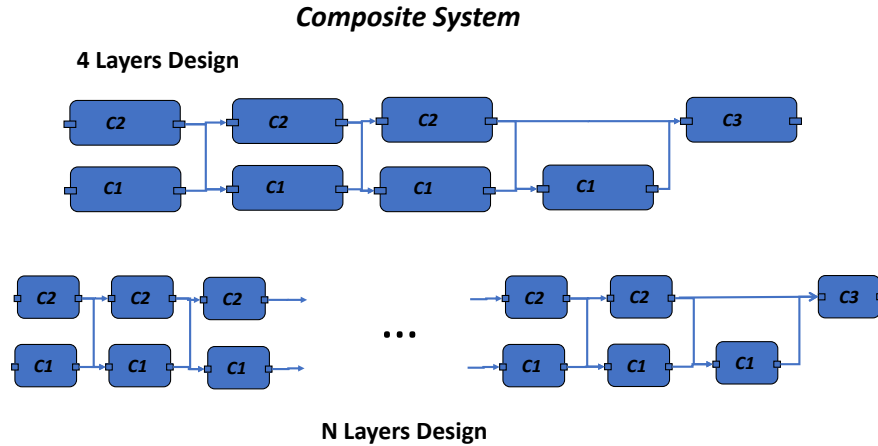 Composite System
4 Layers Design
C2 C2 C2 C3
C1 C1 C1 C1
C2 C2 C2 C2 C2 C3
...
C1 C1 C1 C1 C1 C1
N Layers Design